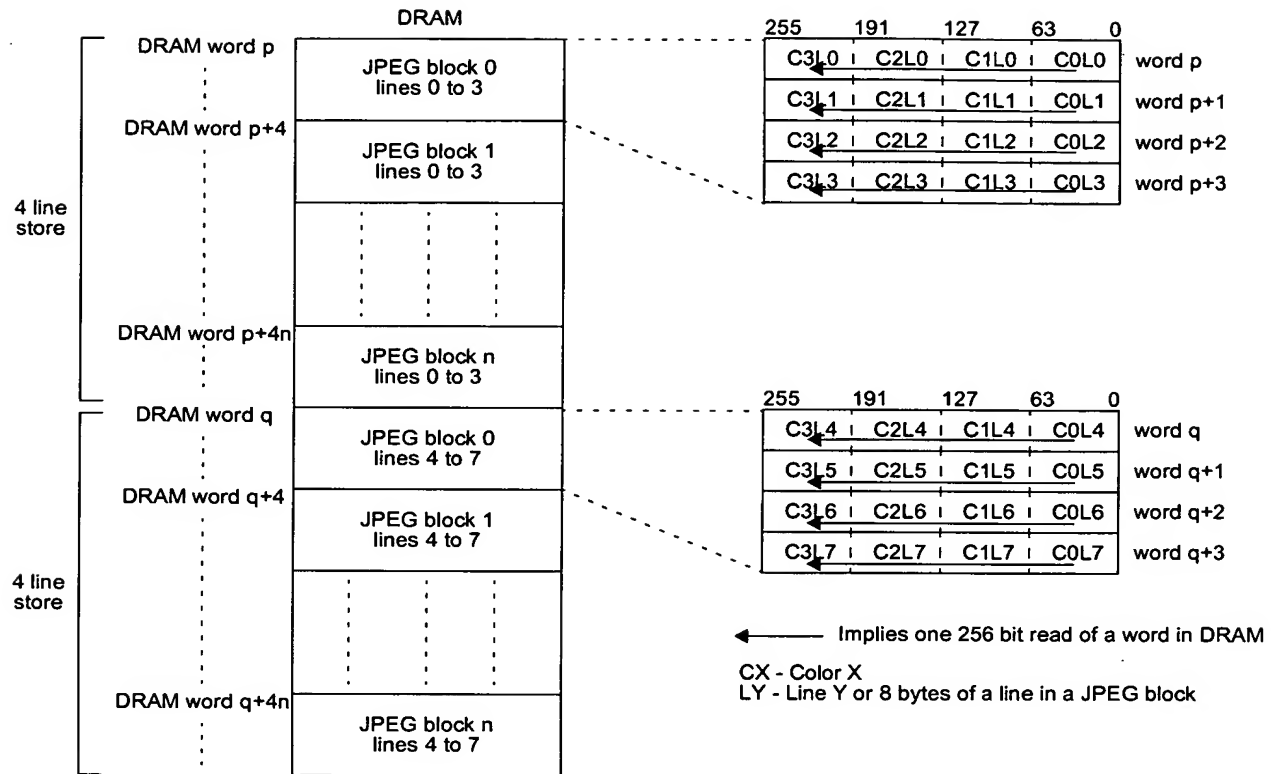 DRAM
DRAM word p
JPEG block 0
lines 0 to 3
DRAM word p+4
JPEG block 1
lines 0 to 3
4 line
store
DRAM word p+4n
JPEG block n
lines 0 to 3
DRAM word q
JPEG block 0
lines 4 to 7
DRAM word q+4
JPEG block 1
lines 4 to 7
4 line
store
DRAM word q+4n
JPEG block n
lines 4 to 7
255 191 127 63 0
C3L0 C2L0 C1L0 C0L0 word p
C3L1 C2L1 C1L1 C0L1 word p+1
C3L2 C2L2 C1L2 C0L2 word p+2
C3L3 C2L3 C1L3 C0L3 word p+3
255 191 127 63 0
C3L4 C2L4 C1L4 C0L4 word q
C3L5 C2L5 C1L5 C0L5 word q+1
C3L6 C2L6 C1L6 C0L6 word q+2
C3L7 C2L7 C1L7 C0L7 word q+3
Implies one 256 bit read of a word in DRAM
CX - Color X
LY - Line Y or 8 bytes of a line in a JPEG block